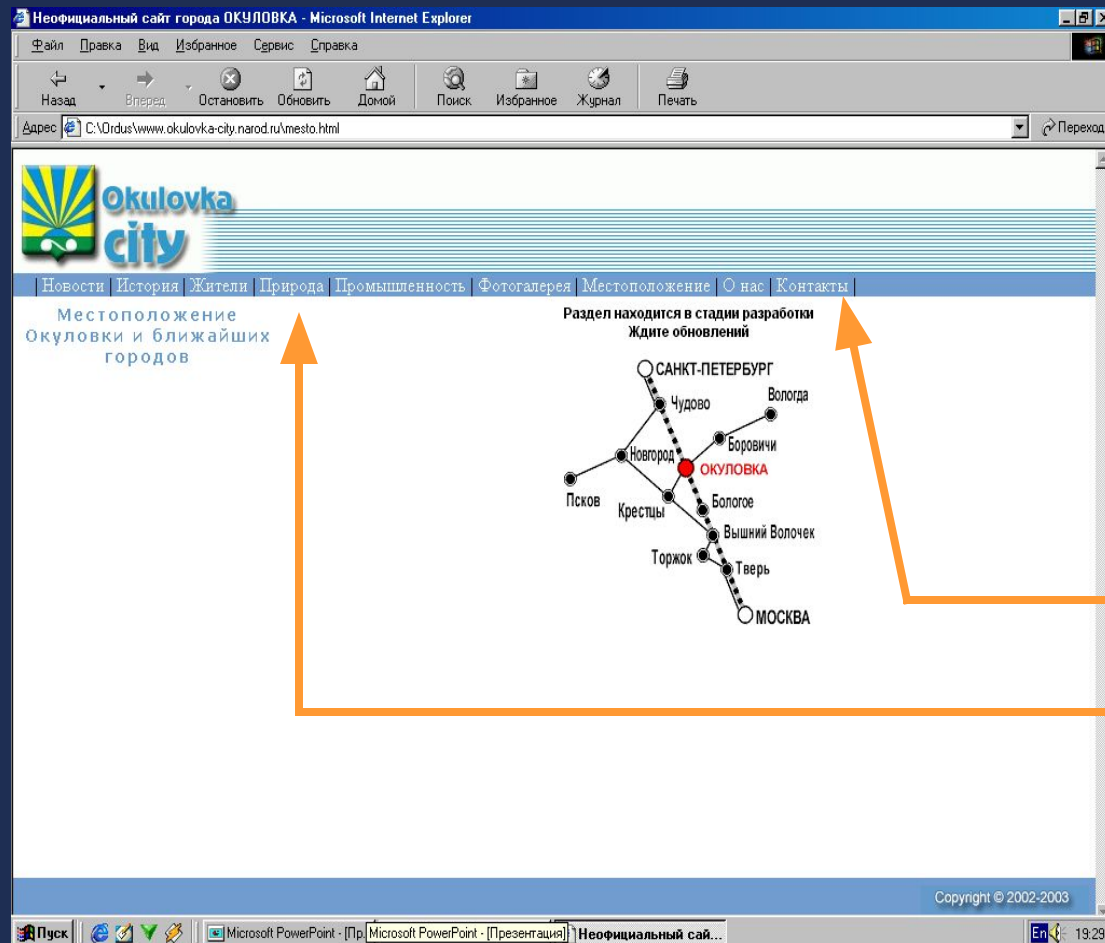 Неофициальный сайт города ОКУЛОВКА - Microsoft Internet Explorer
Файл Правка Вид Избранное Сервис Справка
Назад Вперед Остановить Обновить Домой Поиск Избранное Журнал Печать
Адрес C:\Ordus\www.okulovka-city.narod.ru\mesto.html Переход
Okulovka
city
|Новости|История|Жители|Природа|Промышленность|Фотогалерея|Местоположение|О нас|Контакты|
Местоположение
Окуловки и ближайших
городов
Раздел находится в стадии разработки
Ждите обновлений
САНКТ-ПЕТЕРБУРГ
Чудово
Вологда
Боровичи
Новгород
ОКУЛОВКА
Псков
Крестцы
Бологое
Вышний Волочек
Торжок
Тверь
МОСКВА
Copyright © 2002-2003
Пуск Microsoft PowerPoint - [Пр. Microsoft PowerPoint - [Презентация] Неофициальный сай... En 19:29